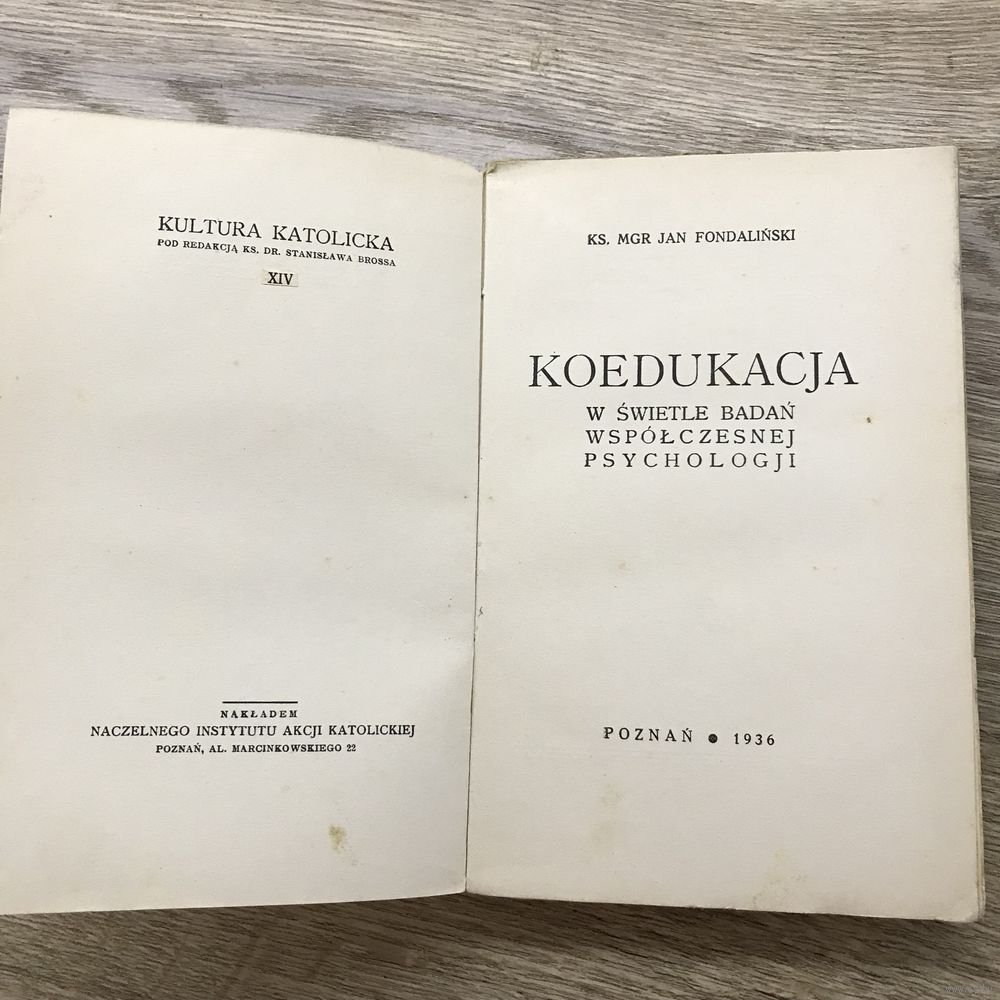 KULTURA KATOLICKA
POD REDAKCJĄ KS. DR. STANISŁAWA BROSSA
XIV
NAKŁADEM
NACZELNEGO INSTYTUTU AKCJI KATOLICKIEJ
POZNAŃ, AL. MARCINKOWSKIEGO 22
KS. MGR JAN FONDALIŃSKI
KOEDUKACJA
W ŚWIETLE BADAŃ
WSPÓŁCZESNEJ
PSYCHOLOGJI
POZNAŃ ● 1936